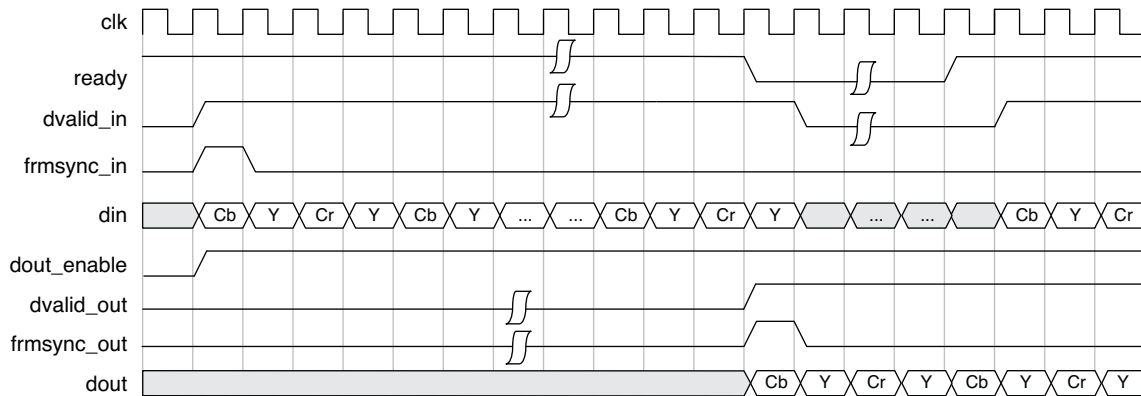 clk
ready
dvalid_in
frmsync_in
din Cb Y Cr Y Cb Y ... ... Cb Y Cr Y ... ... Cb Y Cr
dout_enable
dvalid_out
frmsync_out
dout Cb Y Cr Y Cb Y Cr Y